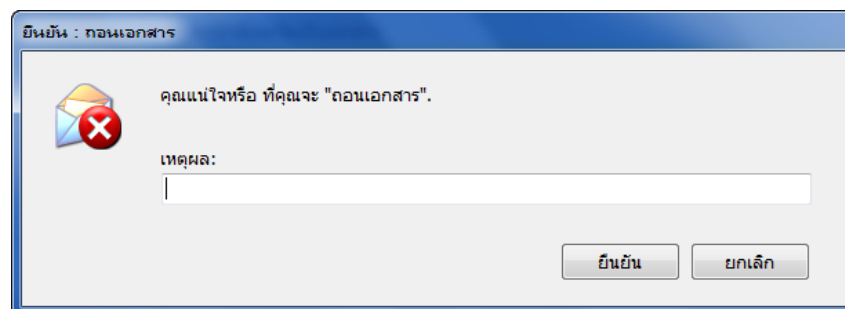 ยืนยัน : ถอนเอกสาร
คุณแน่ใจหรือ ที่คุณจะ "ถอนเอกสาร".
เหตุผล:
ยืนยัน
ยกเลิก